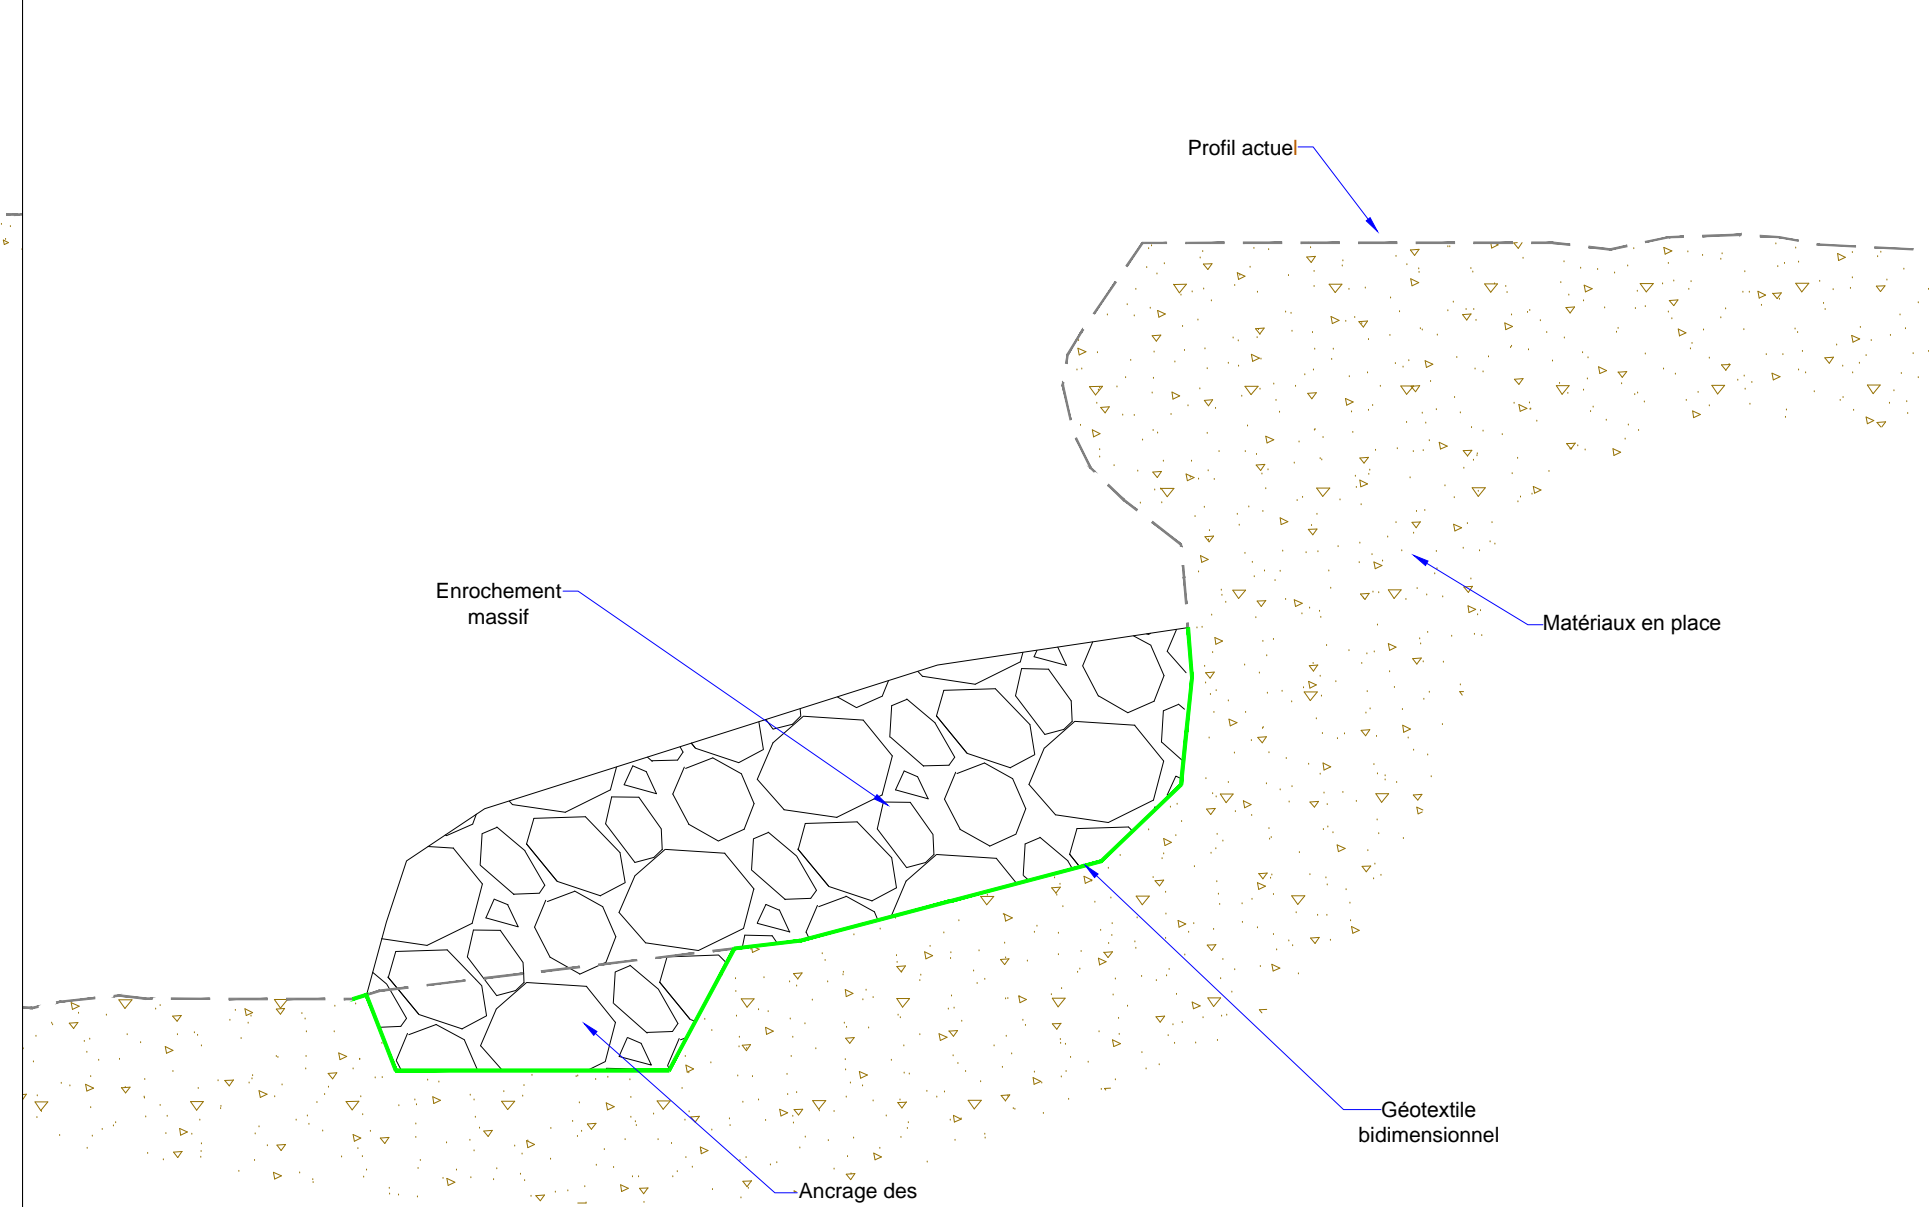 Profil actuel
Enrochement
massif
Matériaux en place
Géotextile
bidimensionnel
Ancrage des